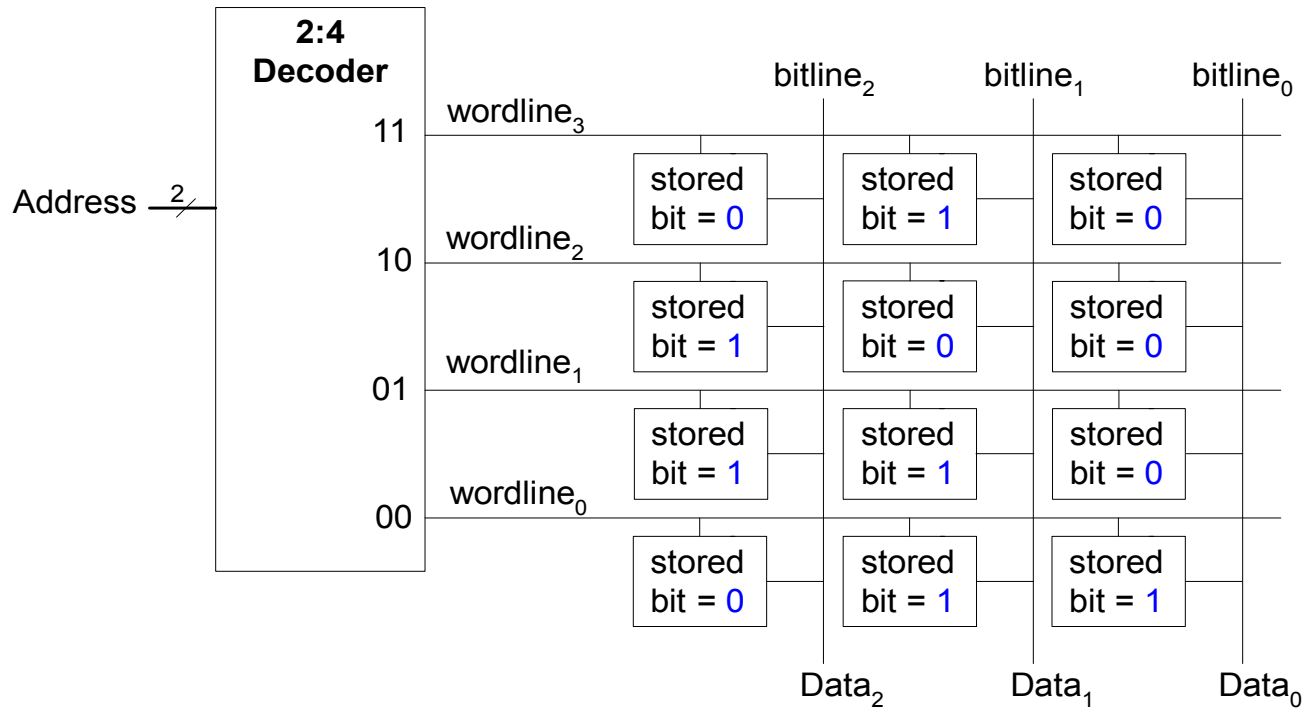 2:4
Decoder
bitline₂ bitline₁ bitline₀
wordline₃
11
stored stored stored
bit = 0 bit = 1 bit = 0
Address 2
wordline₂
10
stored stored stored
bit = 1 bit = 0 bit = 0
wordline₁
01
stored stored stored
bit = 1 bit = 1 bit = 0
wordline₀
00
stored stored stored
bit = 0 bit = 1 bit = 1
Data₂ Data₁ Data₀